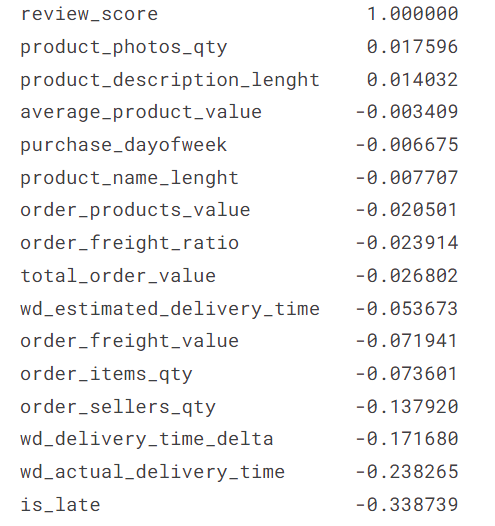 review_score 1.000000
product_photos_qty 0.017596
product_description_lenght 0.014032
average_product_value -0.003409
purchase_dayofweek -0.006675
product_name_lenght -0.007707
order_products_value -0.020501
order_freight_ratio -0.023914
total_order_value -0.026802
wd_estimated_delivery_time -0.053673
order_freight_value -0.071941
order_items_qty -0.073601
order_sellers_qty -0.137920
wd_delivery_time_delta -0.171680
wd_actual_delivery_time -0.238265
is_late -0.338739